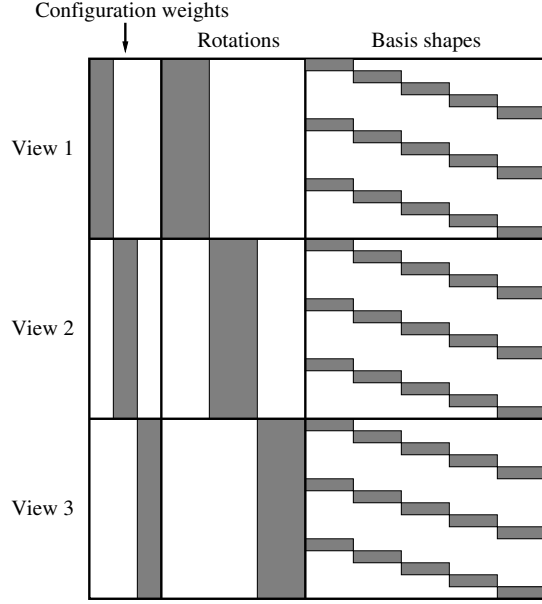 Configuration weights
Rotations
Basis shapes
View 1
View 2
View 3